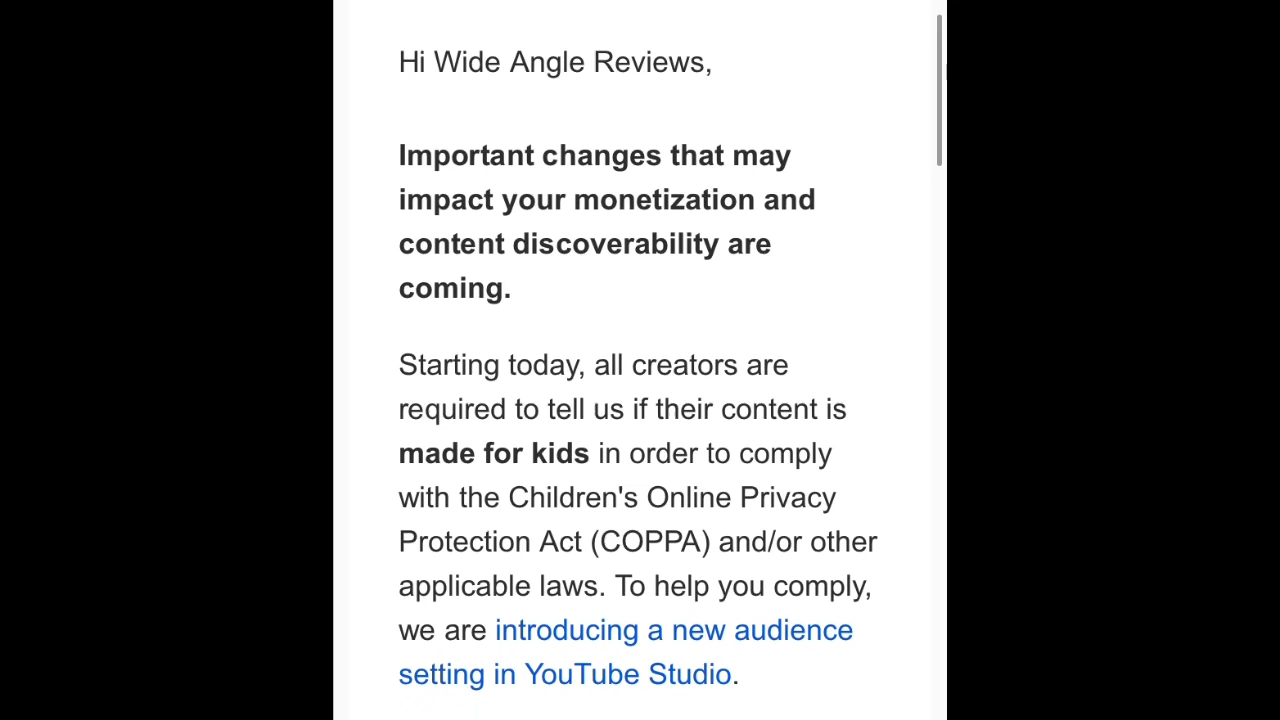 Hi Wide Angle Reviews,
Important changes that may
impact your monetization and
content discoverability are
coming.
Starting today, all creators are
required to tell us if their content is
made for kids in order to comply
with the Children's Online Privacy
Protection Act (COPPA) and/or other
applicable laws. To help you comply,
we are introducing a new audience
setting in YouTube Studio.